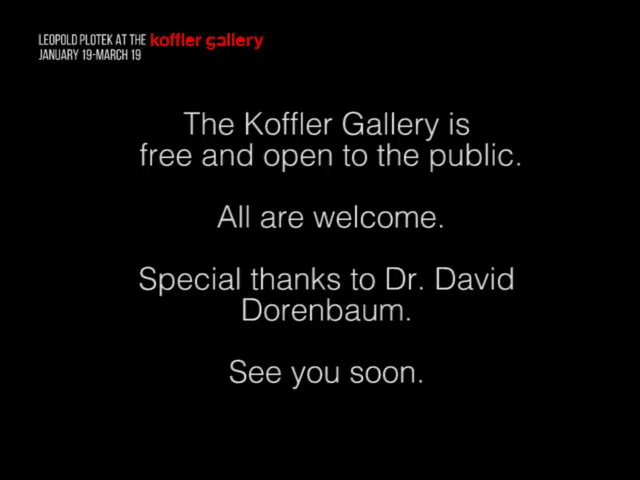 LEOPOLD PLOTEK AT THE koffler gallery
JANUARY 19-MARCH 19
The Koffler Gallery is
free and open to the public.
All are welcome.
Special thanks to Dr. David
Dorenbaum.
See you soon.